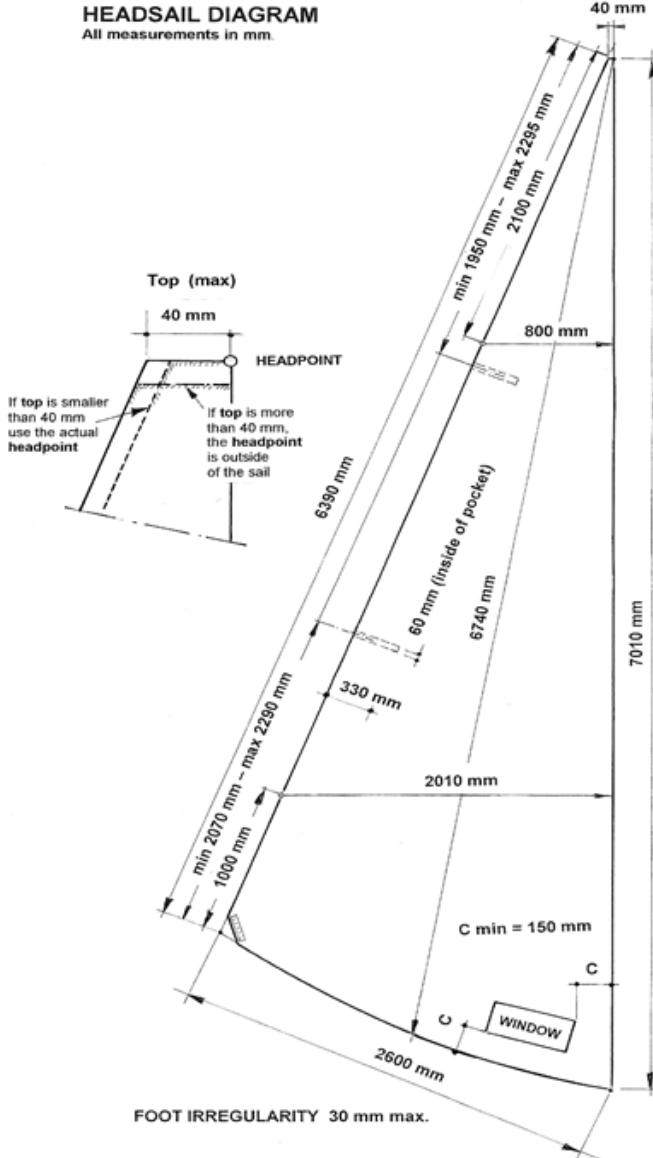 HEADSAIL DIAGRAM
All measurements in mm.
40 mm
min 1950 mm – max 2295 mm
2100 mm
Top (max)
40 mm
HEADPOINT
If top is smaller
than 40 mm
use the actual
headpoint
If top is more
than 40 mm,
the headpoint
is outside
of the sail
800 mm
6390 mm
60 mm (inside of pocket)
6740 mm
7010 mm
330 mm
min 2070 mm – max 2290 mm
1000 mm
2010 mm
C min = 150 mm
C
C
WINDOW
2600 mm
FOOT IRREGULARITY 30 mm max.